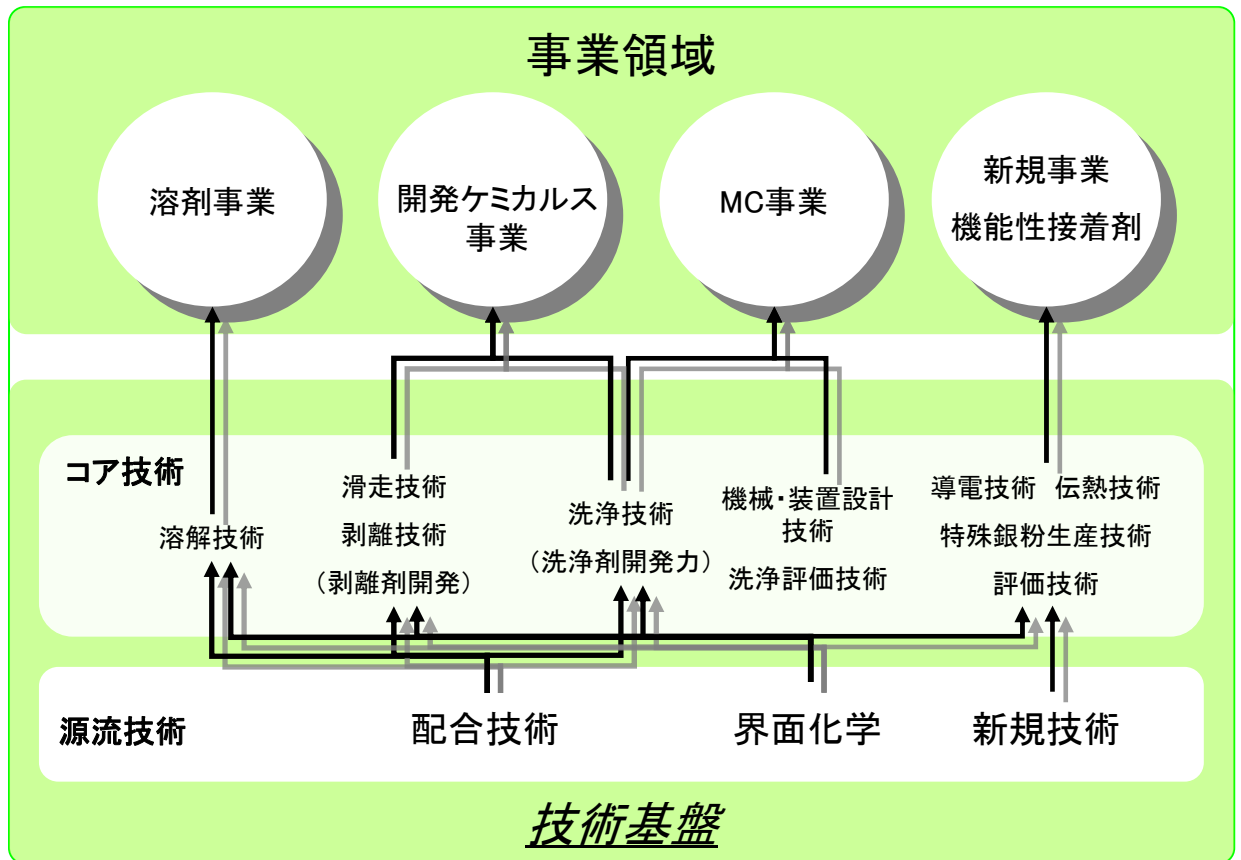 事業領域
溶剤事業
開発ケミカルス
事業
MC事業
新規事業
機能性接着剤
コア技術
溶解技術
滑走技術
剥離技術
（剥離剤開発）
洗浄技術
（洗浄剤開発力）
機械・装置設計
技術
洗浄評価技術
導電技術 伝熱技術
特殊銀粉生産技術
評価技術
源流技術
配合技術
界面化学
新規技術
技術基盤